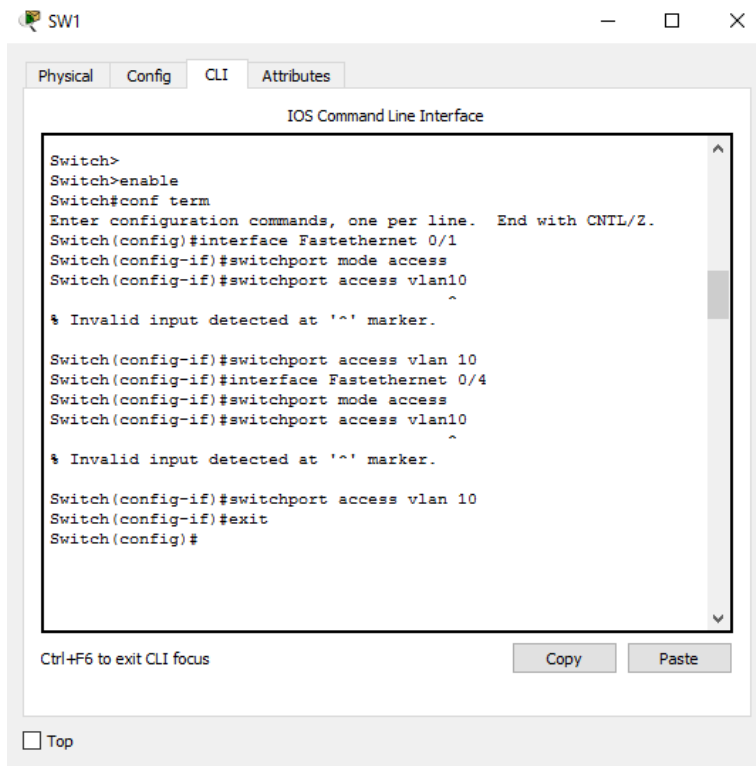 SW1
Physical Config CLI Attributes
IOS Command Line Interface
Switch>
Switch>enable
Switch#conf term
Enter configuration commands, one per line.  End with CNTL/Z.
Switch(config)#interface Fastethernet 0/1
Switch(config-if)#switchport mode access
Switch(config-if)#switchport access vlan10
^
% Invalid input detected at '^' marker.
Switch(config-if)#switchport access vlan 10
Switch(config-if)#interface Fastethernet 0/4
Switch(config-if)#switchport mode access
Switch(config-if)#switchport access vlan10
^
% Invalid input detected at '^' marker.
Switch(config-if)#switchport access vlan 10
Switch(config-if)#exit
Switch(config)#
Ctrl+F6 to exit CLI focus
Copy Paste
Top